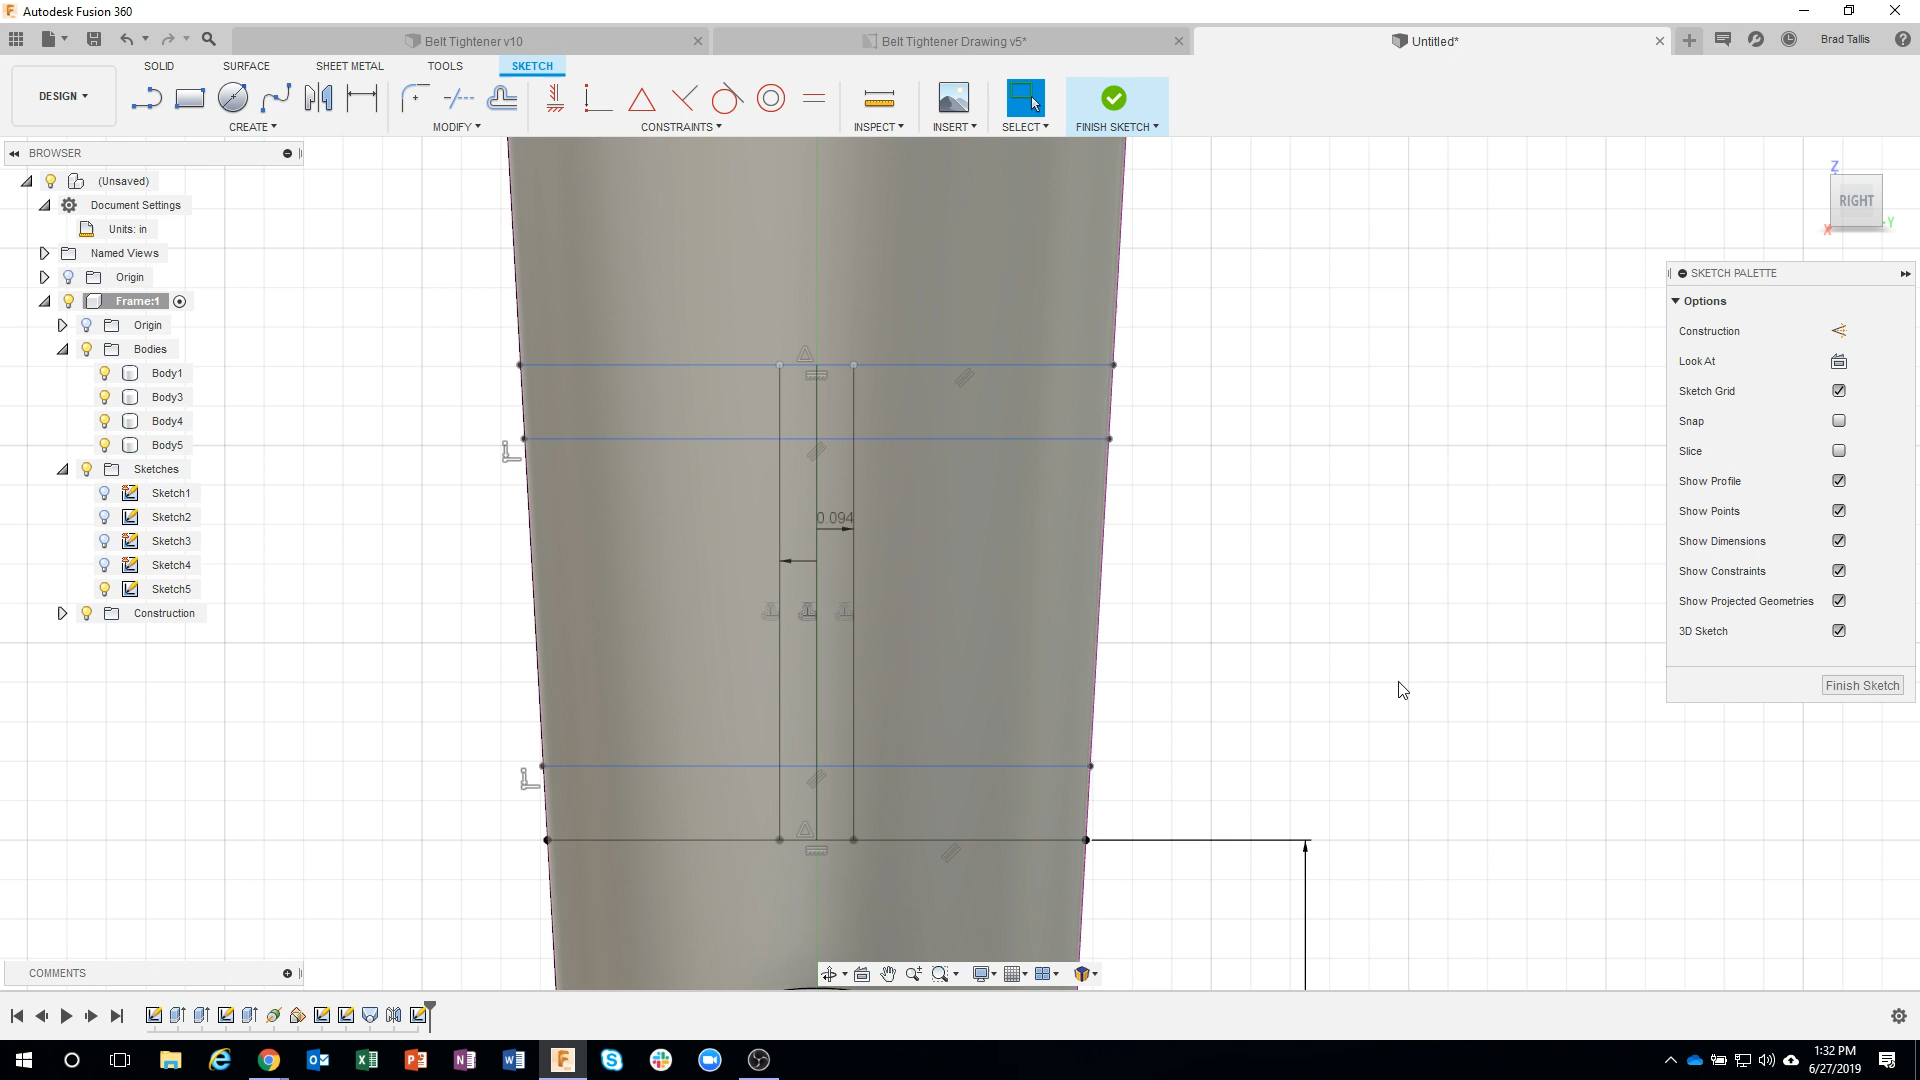 Autodesk Fusion 360
Belt Tightener v10
Belt Tightener Drawing v5*
Untitled*
Brad Tallis
SOLID
SURFACE
SHEET METAL
TOOLS
SKETCH
DESIGN
CREATE
MODIFY
CONSTRAINTS
INSPECT
INSERT
SELECT
FINISH SKETCH
BROWSER
(Unsaved)
Document Settings
Units: in
Named Views
Origin
Frame:1
Origin
Bodies
Body1
Body3
Body4
Body5
Sketches
Sketch1
Sketch2
Sketch3
Sketch4
Sketch5
Construction
0.094
Z
RIGHT
Y
X
SKETCH PALETTE
Options
Construction
Look At
Sketch Grid
Snap
Slice
Show Profile
Show Points
Show Dimensions
Show Constraints
Show Projected Geometries
3D Sketch
Finish Sketch
COMMENTS
1:32 PM
6/27/2019